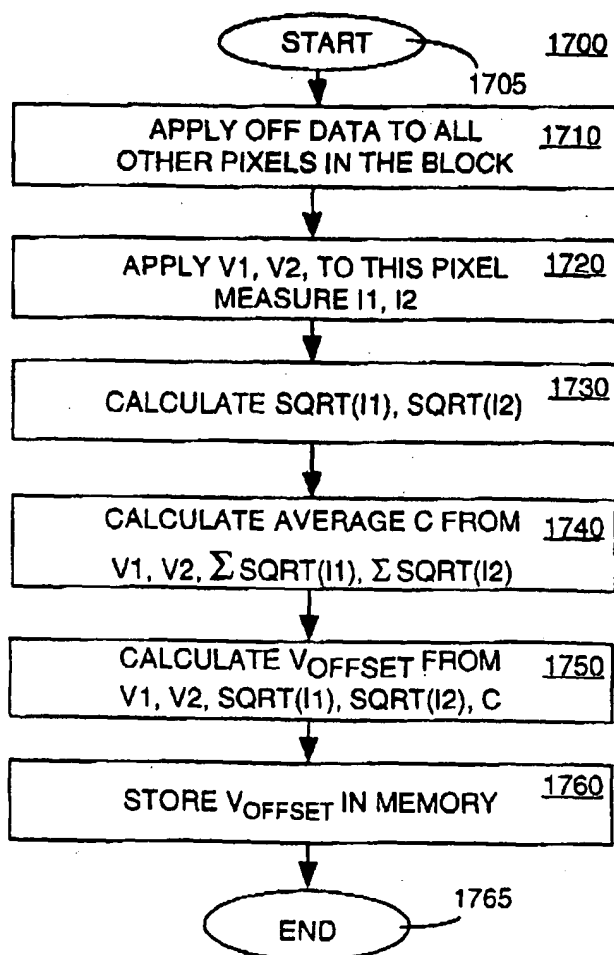 START
1700
1705
APPLY OFF DATA TO ALL
OTHER PIXELS IN THE BLOCK
1710
APPLY V1, V2, TO THIS PIXEL
MEASURE I1, I2
1720
CALCULATE SQRT(I1), SQRT(I2)
1730
CALCULATE AVERAGE C FROM
V1, V2, Σ SQRT(I1), Σ SQRT(I2)
1740
CALCULATE VOFFSET FROM
V1, V2, SQRT(I1), SQRT(I2), C
1750
STORE VOFFSET IN MEMORY
1760
END
1765